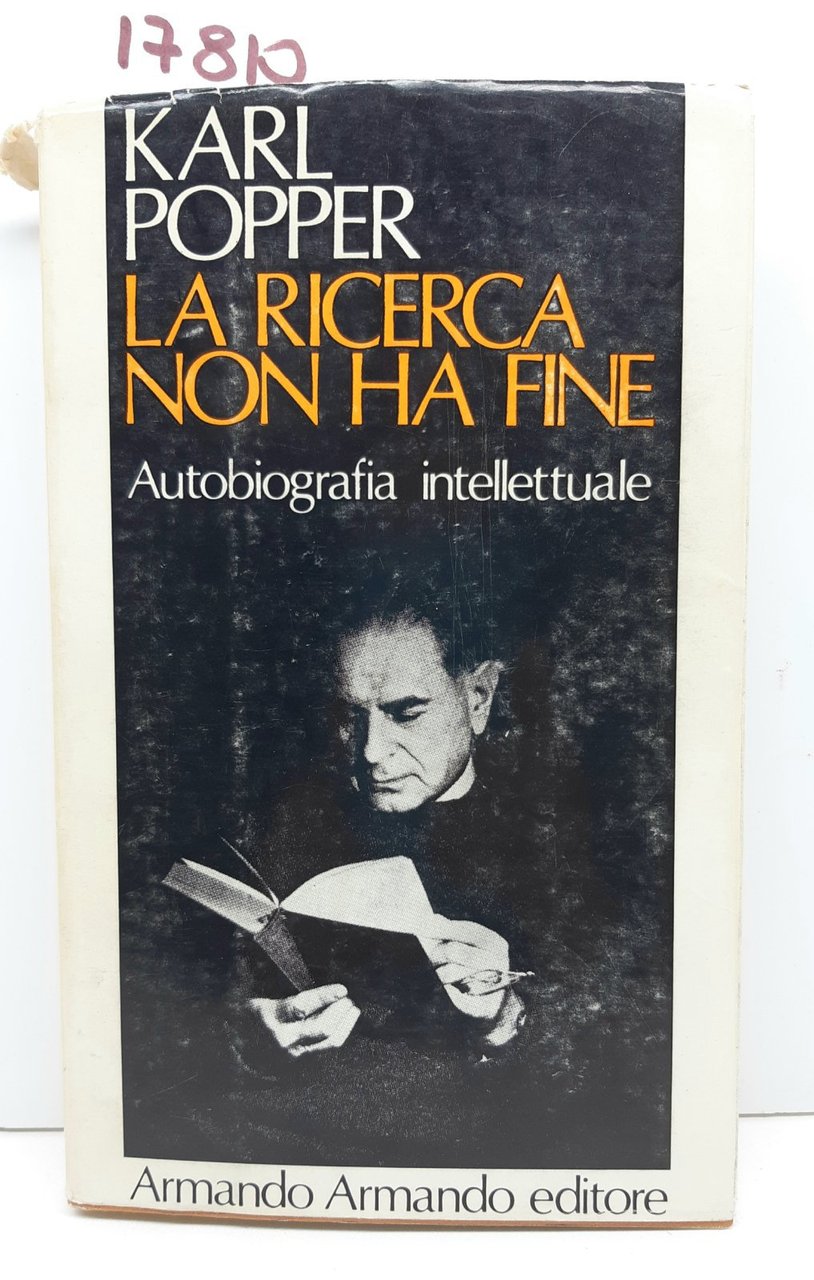 17810
KARL
POPPER
LA RICERCA
NON HA FINE
Autobiografia intellettuale
Armando Armando editore